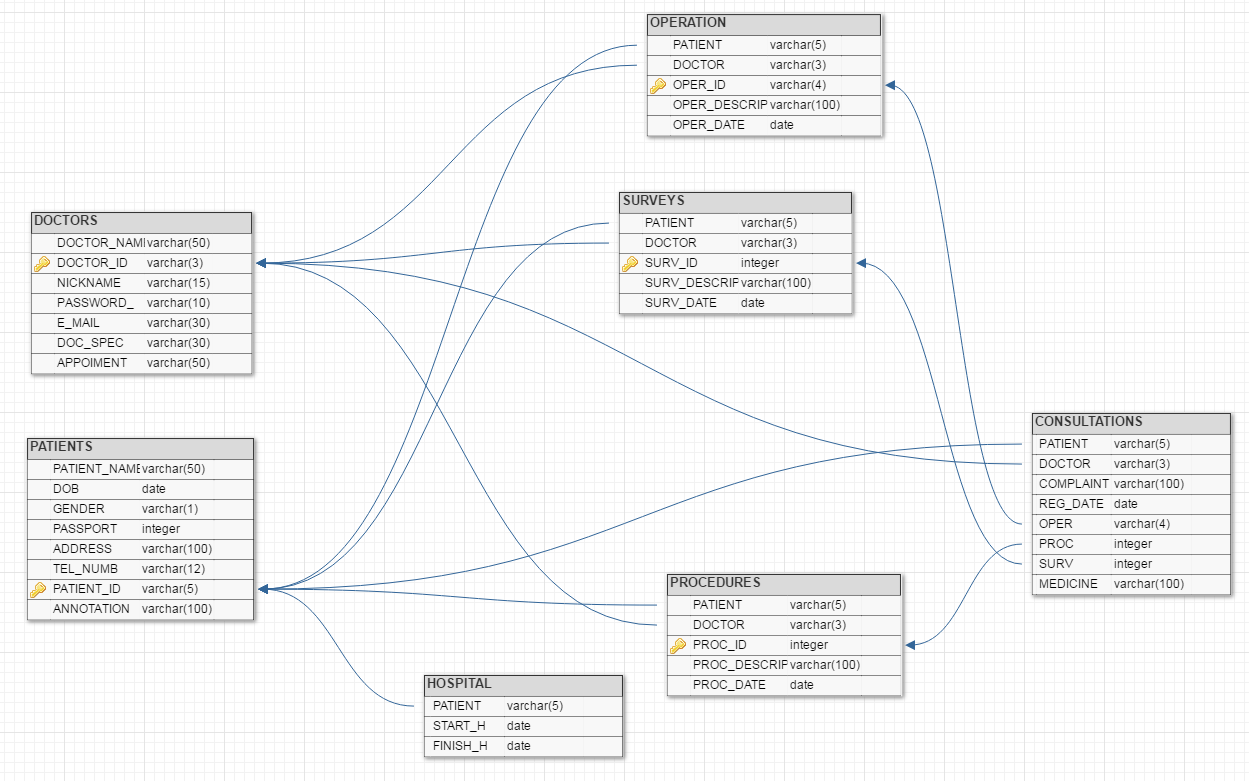 OPERATION
PATIENT varchar(5)
DOCTOR varchar(3)
OPER_ID varchar(4)
OPER_DESCRIP varchar(100)
OPER_DATE date
SURVEYS
PATIENT varchar(5)
DOCTOR varchar(3)
SURV_ID integer
SURV_DESCRIP varchar(100)
SURV_DATE date
DOCTORS
DOCTOR_NAM varchar(50)
DOCTOR_ID varchar(3)
NICKNAME varchar(15)
PASSWORD_ varchar(10)
E_MAIL varchar(30)
DOC_SPEC varchar(30)
APPOIMENT varchar(50)
PATIENTS
PATIENT_NAME varchar(50)
DOB date
GENDER varchar(1)
PASSPORT integer
ADDRESS varchar(100)
TEL_NUMB varchar(12)
PATIENT_ID varchar(5)
ANNOTATION varchar(100)
CONSULTATIONS
PATIENT varchar(5)
DOCTOR varchar(3)
COMPLAINT varchar(100)
REG_DATE date
OPER varchar(4)
PROC integer
SURV integer
MEDICINE varchar(100)
PROCEDURES
PATIENT varchar(5)
DOCTOR varchar(3)
PROC_ID integer
PROC_DESCRIP varchar(100)
PROC_DATE date
HOSPITAL
PATIENT varchar(5)
START_H date
FINISH_H date